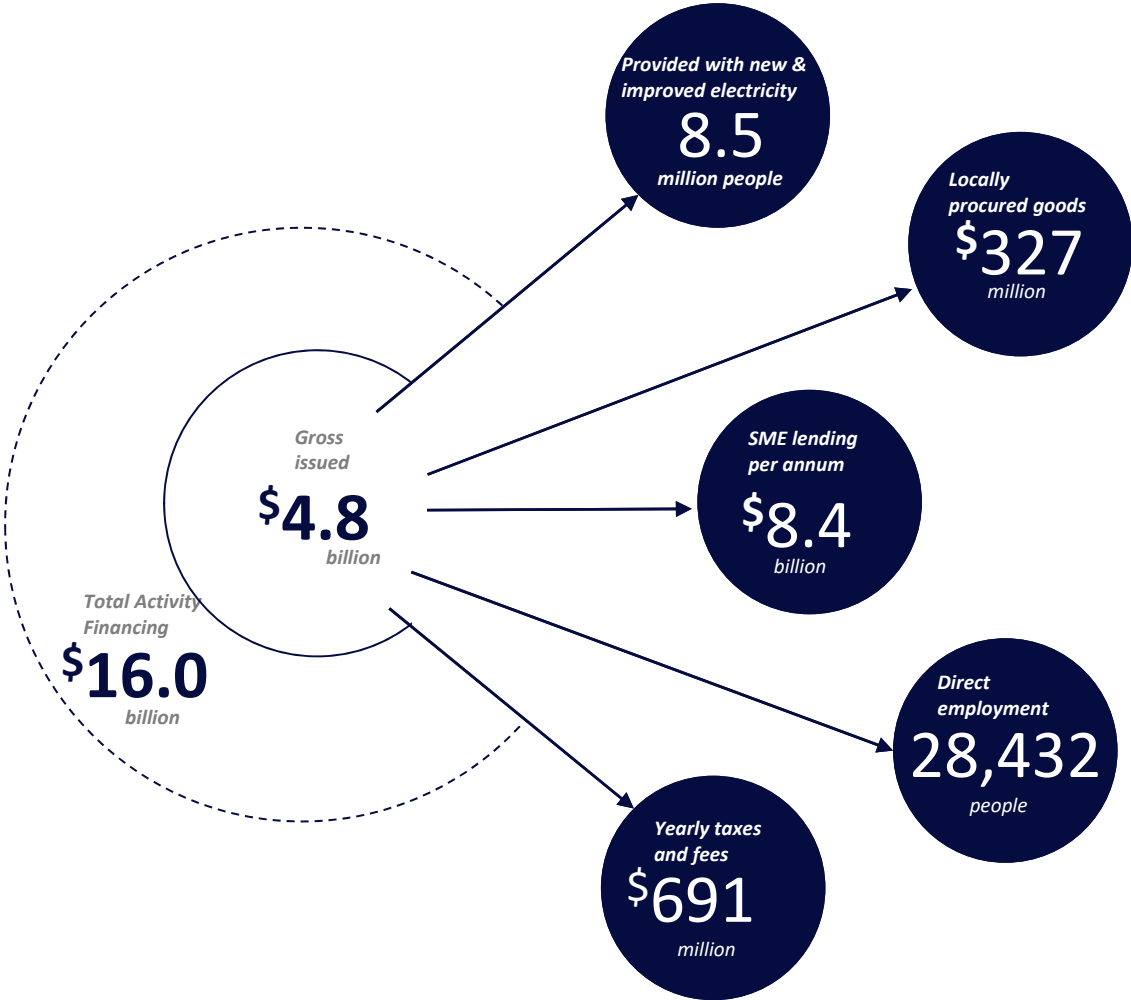 Provided with new &
improved electricity
8.5
million people
Locally
procured goods
$327
million
Gross
issued
$4.8
billion
SME lending
per annum
$8.4
billion
Total Activity
Financing
$16.0
billion
Direct
employment
28,432
people
Yearly taxes
and fees
$691
million